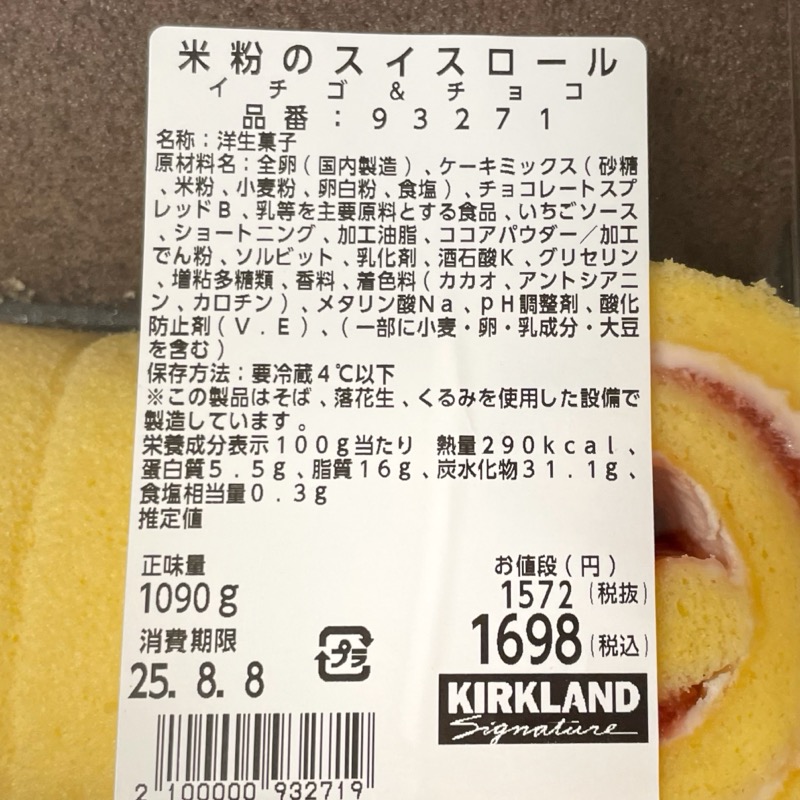 米粉のスイスロール
イチゴ&チョコ
品番:93271
名称:洋生菓子
原材料名:全卵(国内製造)、ケーキミックス(砂糖
、米粉、小麦粉、卵白粉、食塩)、チョコレートスプ
レッドB、乳等を主要原料とする食品、いちごソース
、ショートニング、加工油脂、ココアパウダー/加工
でん粉、ソルビット、乳化剤、酒石酸K、グリセリン
、増粘多糖類、香料、着色料(カカオ、アントシアニ
ン、カロチン)、メタリン酸Na、pH調整剤、酸化
防止剤(V.E)、(一部に小麦・卵・乳成分・大豆
を含む)
保存方法:要冷蔵4℃以下
※この製品はそば、落花生、くるみを使用した設備で
製造しています。
栄養成分表示100g当たり 熱量290kcal、
蛋白質5.5g、脂質16g、炭水化物31.1g、
食塩相当量0.3g
推定値
正味量
1090g
お値段(円)
1572(税抜)
1698(税込)
消費期限
25. 8. 8
プラ
KIRKLAND
Signature
2 100000 932719